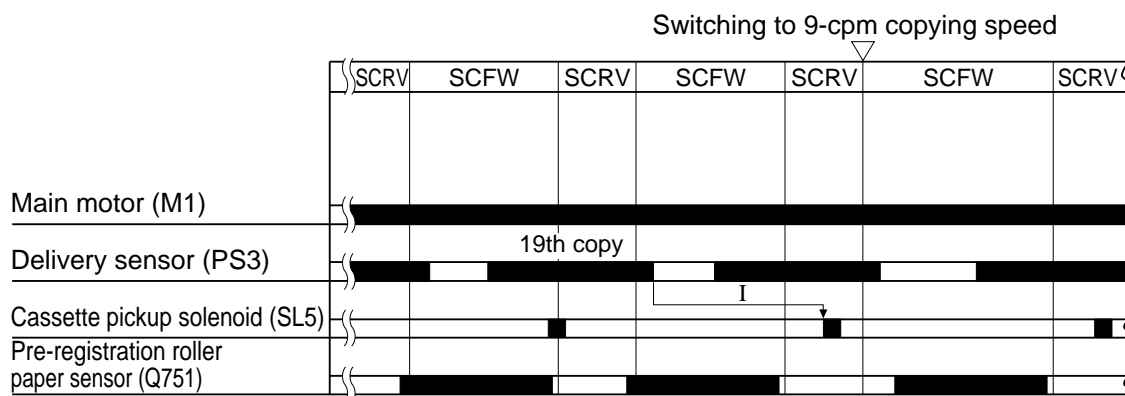 Switching to 9-cpm copying speed
SCRV SCFW SCRV SCFW SCRV SCFW SCRV
Main motor (M1)
19th copy
Delivery sensor (PS3)
I
Cassette pickup solenoid (SL5)
Pre-registration roller
paper sensor (Q751)